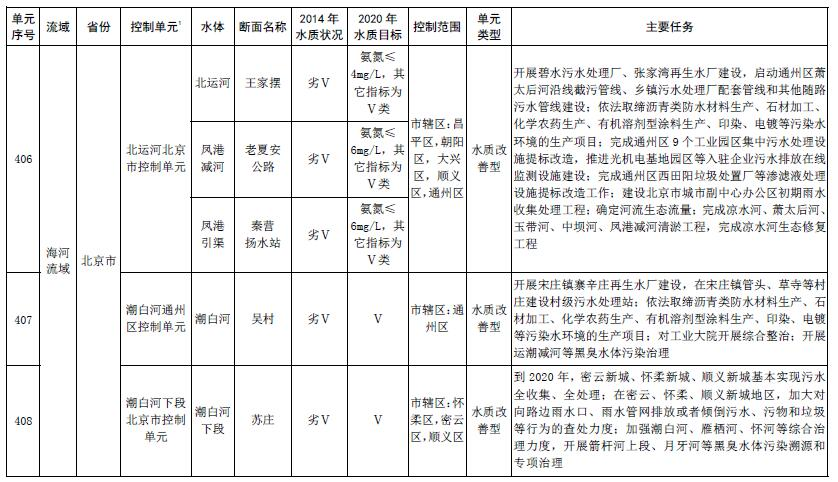 单元
序号
流域
省份
控制单元1
水体
断面名称
2014 年
水质状况
2020 年
水质目标
控制范围
单元
类型
主要任务
406
海河
流域
北京市
北运河北京
市控制单元
北运河
王家摆
劣Ⅴ
氨氮≤
4mg/L，其
它指标为
Ⅴ类
凤港
减河
老夏安
公路
劣Ⅴ
氨氮≤
6mg/L，其
它指标为
Ⅴ类
凤港
引渠
秦营
扬水站
劣Ⅴ
氨氮≤
6mg/L，其
它指标为
Ⅴ类
市辖区：昌
平区，朝阳
区，大兴
区，顺义
区，通州区
水质改
善型
开展碧水污水处理厂、张家湾再生水厂建设，启动通州区萧
太后河沿线截污管线、乡镇污水处理厂配套管线和其他随路
污水管线建设；依法取缔沥青类防水材料生产、石材加工、
化学农药生产、有机溶剂型涂料生产、印染、电镀等污染水
环境的生产项目；完成通州区 9 个工业园区集中污水处理设
施提标改造，推进光机电基地园区等入驻企业污水排放在线
监测设施建设；完成通州区西田阳垃圾处置厂等渗滤液处理
设施提标改造工作；建设北京市城市副中心办公区初期雨水
收集处理工程；确定河流生态流量；完成凉水河、萧太后河、
玉带河、中坝河、凤港减河清淤工程，完成凉水河生态修复
工程
407
潮白河通州
区控制单元
潮白河
吴村
劣Ⅴ
Ⅴ
市辖区：通
州区
水质改
善型
开展宋庄镇寨辛庄再生水厂建设，在宋庄镇管头、草寺等村
庄建设村级污水处理站；依法取缔沥青类防水材料生产、石
材加工、化学农药生产、有机溶剂型涂料生产、印染、电镀
等污染水环境的生产项目；对工业大院开展综合整治；开展
运潮减河等黑臭水体污染治理
408
潮白河下段
北京市控制
单元
潮白河
下段
苏庄
劣Ⅴ
Ⅴ
市辖区：怀
柔区，密云
区，顺义区
水质改
善型
到 2020 年，密云新城、怀柔新城、顺义新城基本实现污水
全收集、全处理；在密云、怀柔、顺义新城地区，加大对
向路边雨水口、雨水管网排放或者倾倒污水、污物和垃圾
等行为的查处力度；加强潮白河、雁栖河、怀河等综合治
理力度，开展箭杆河上段、月牙河等黑臭水体污染溯源和
专项治理